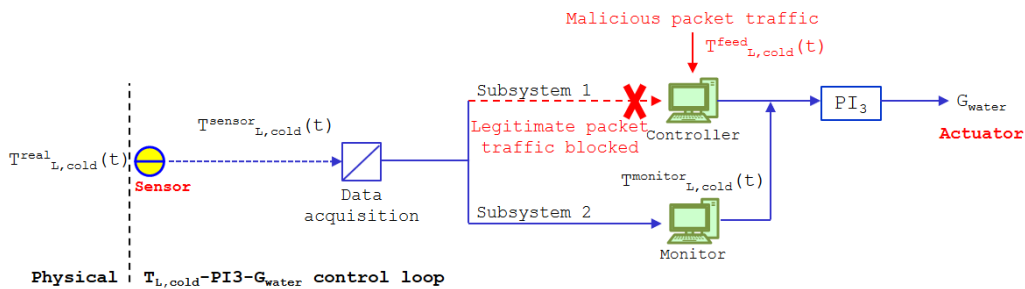 Malicious packet traffic
T^feed_L,cold(t)
Subsystem 1
PI₃
G_water
T^sensor_L,cold(t)
Legitimate packet
traffic blocked
Controller
Actuator
T^real_L,cold(t)
Sensor
T^monitor_L,cold(t)
Data
acquisition
Subsystem 2
Monitor
Physical
T_L,cold-PI3-G_water control loop